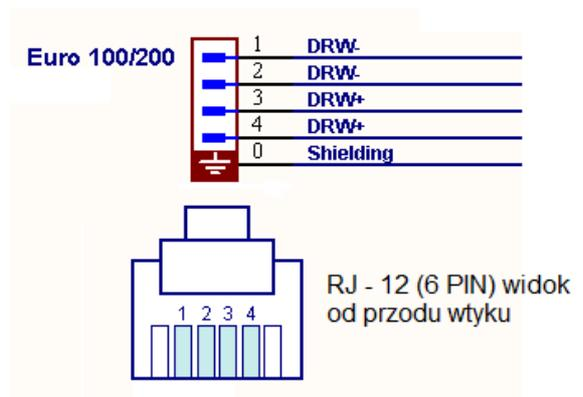 Euro 100/200
1 DRW-
2 DRW-
3 DRW+
4 DRW+
0 Shielding
RJ - 12 (6 PIN) widok
od przodu wtyku
1 2 3 4